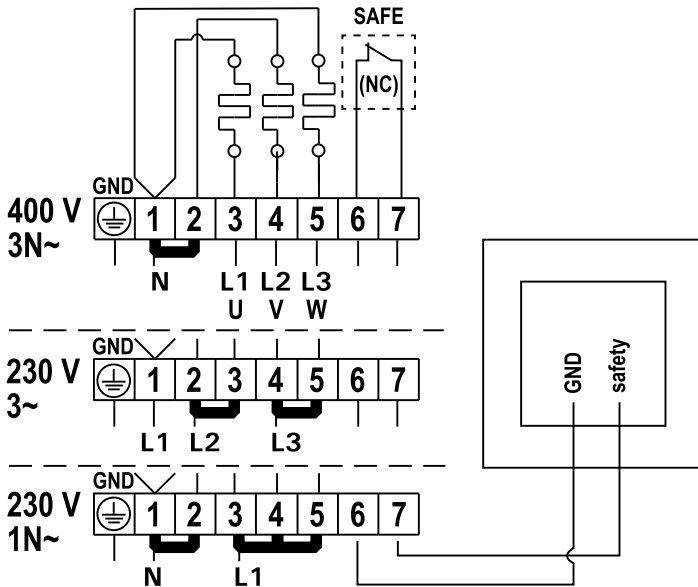 SAFE
(NC)
GND
400 V
3N~
1 2 3 4 5 6 7
N L1 L2 L3
U V W
GND
230 V
3~
1 2 3 4 5 6 7
L1 L2 L3
GND
230 V
1N~
1 2 3 4 5 6 7
N L1
GND
safety